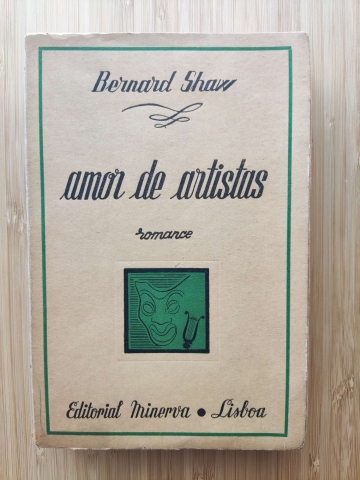 Bernard Shaw
amor de artistas
romance
Editorial Minerva • Lisboa